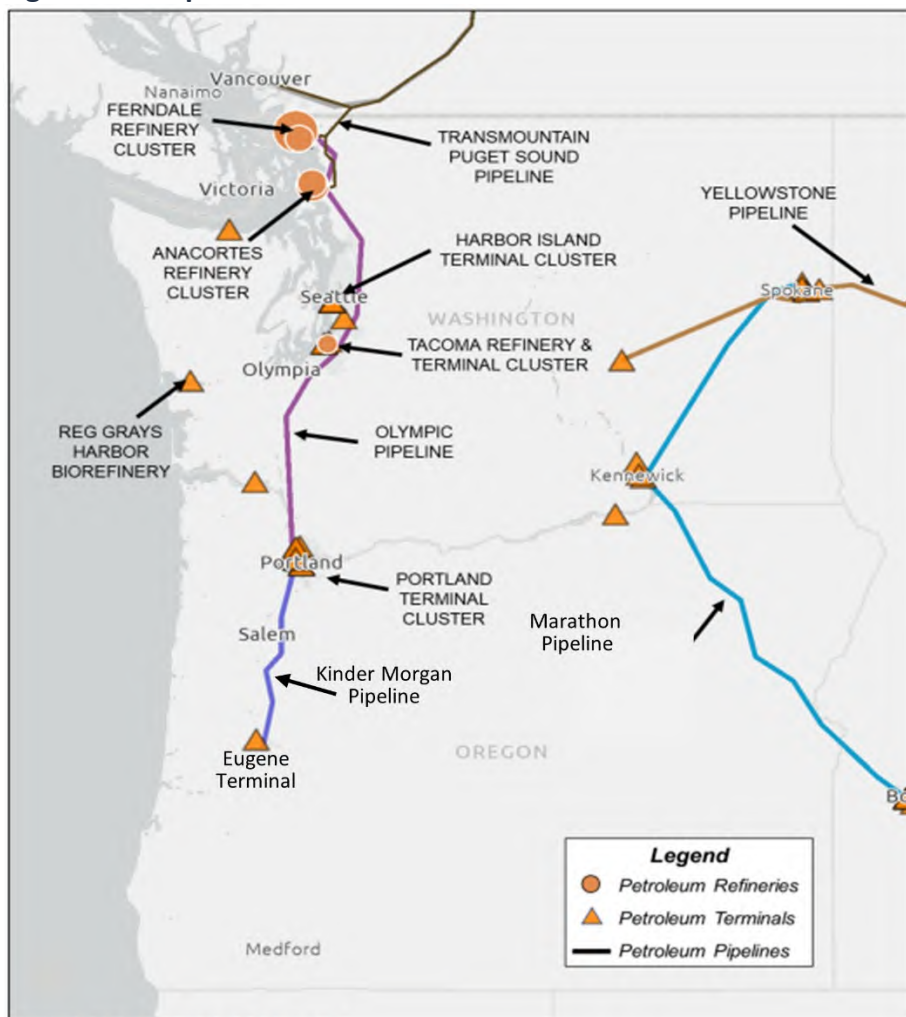 Vancouver
Nanaimo
FERNDALE
REFINERY
CLUSTER
TRANSMOUNTAIN
PUGET SOUND
PIPELINE
Victoria
YELLOWSTONE
PIPELINE
ANACORTES
REFINERY
CLUSTER
HARBOR ISLAND
TERMINAL CLUSTER
Seattle
Spokane
WASHINGTON
TACOMA REFINERY &
TERMINAL CLUSTER
Olympia
REG GRAYS
HARBOR
BIOREFINERY
OLYMPIC
PIPELINE
Kennewick
Portland
PORTLAND
TERMINAL
CLUSTER
Marathon
Pipeline
Salem
Kinder Morgan
Pipeline
OREGON
Eugene
Terminal
Legend
Petroleum Refineries
Petroleum Terminals
Petroleum Pipelines
Medford